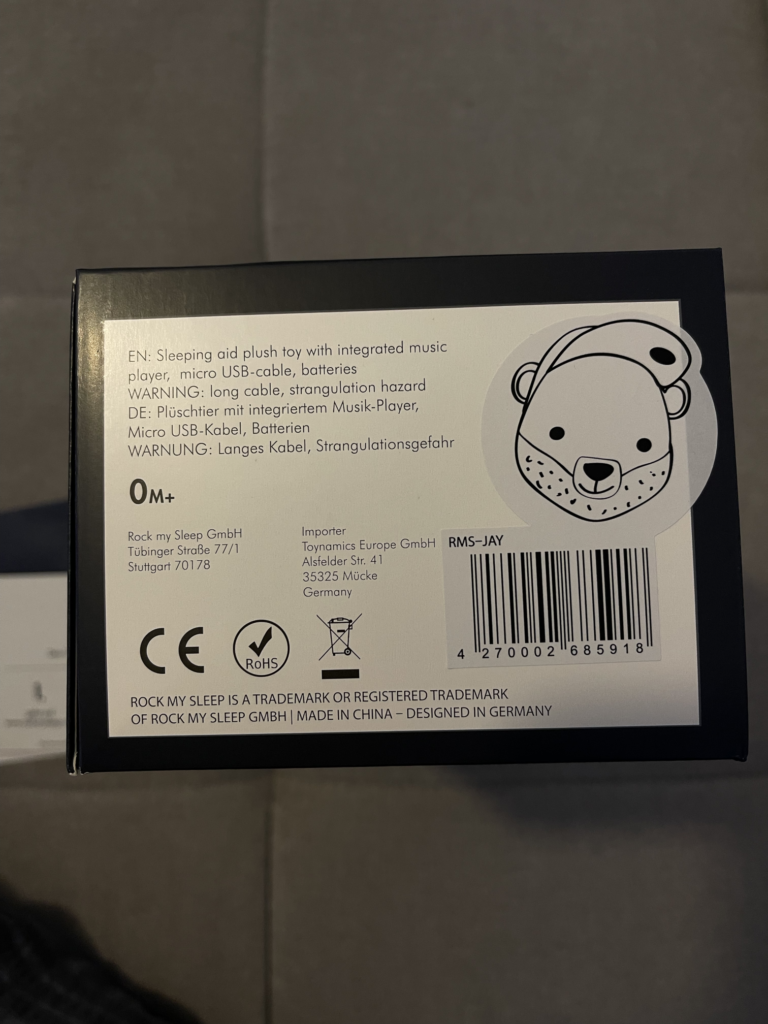 EN: Sleeping aid plush toy with integrated music
player, micro USB-cable, batteries
WARNING: long cable, strangulation hazard
DE: Plüschtier mit integriertem Musik-Player,
Micro USB-Kabel, Batterien
WARNUNG: Langes Kabel, Strangulationsgefahr
0M+
Rock my Sleep GmbH
Tübinger Straße 77/1
Stuttgart 70178
Importer
Toynamics Europe GmbH
Alsfelder Str. 41
35325 Mücke
Germany
RMS-JAY
4 270002 685918
CE
RoHS
ROCK MY SLEEP IS A TRADEMARK OR REGISTERED TRADEMARK
OF ROCK MY SLEEP GMBH | MADE IN CHINA – DESIGNED IN GERMANY